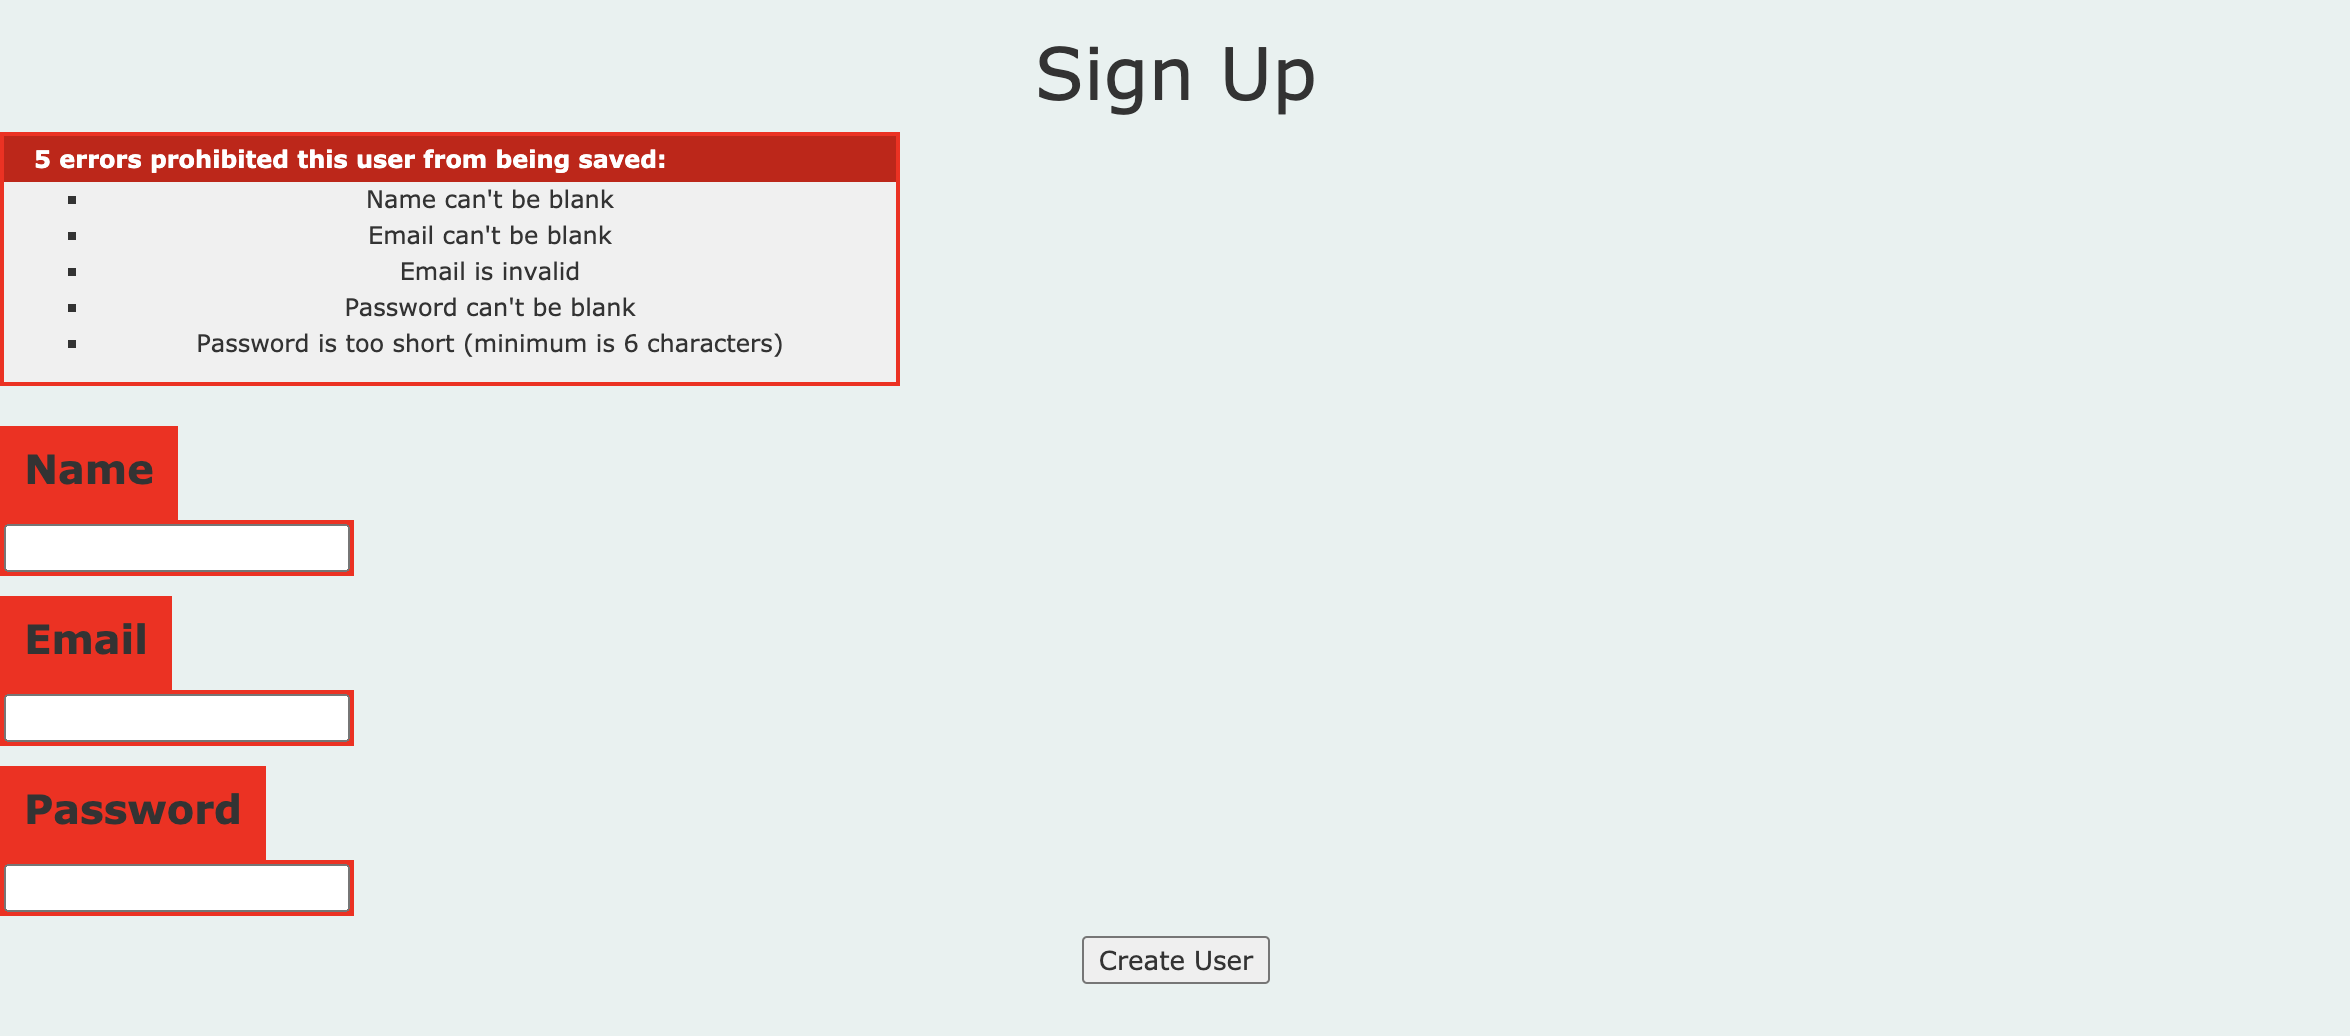 Sign Up
5 errors prohibited this user from being saved:
Name can't be blank
Email can't be blank
Email is invalid
Password can't be blank
Password is too short (minimum is 6 characters)
Name
Email
Password
Create User